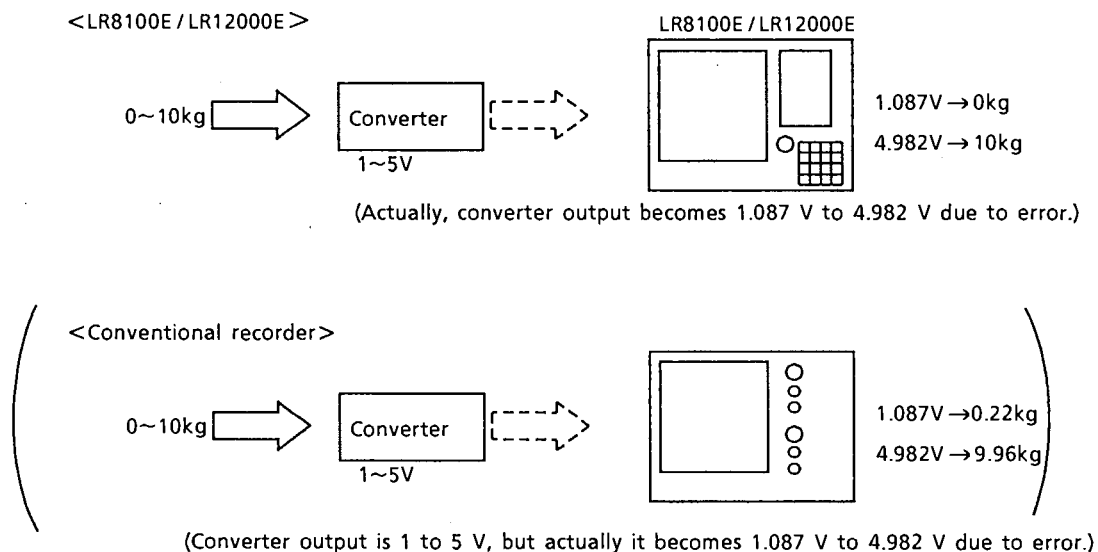 <LR8100E/LR12000E>
LR8100E/LR12000E
0~10kg
Converter
1~5V
1.087V→0kg
4.982V→10kg
(Actually, converter output becomes 1.087 V to 4.982 V due to error.)
<Conventional recorder>
0~10kg
Converter
1~5V
1.087V→0.22kg
4.982V→9.96kg
(Converter output is 1 to 5 V, but actually it becomes 1.087 V to 4.982 V due to error.)